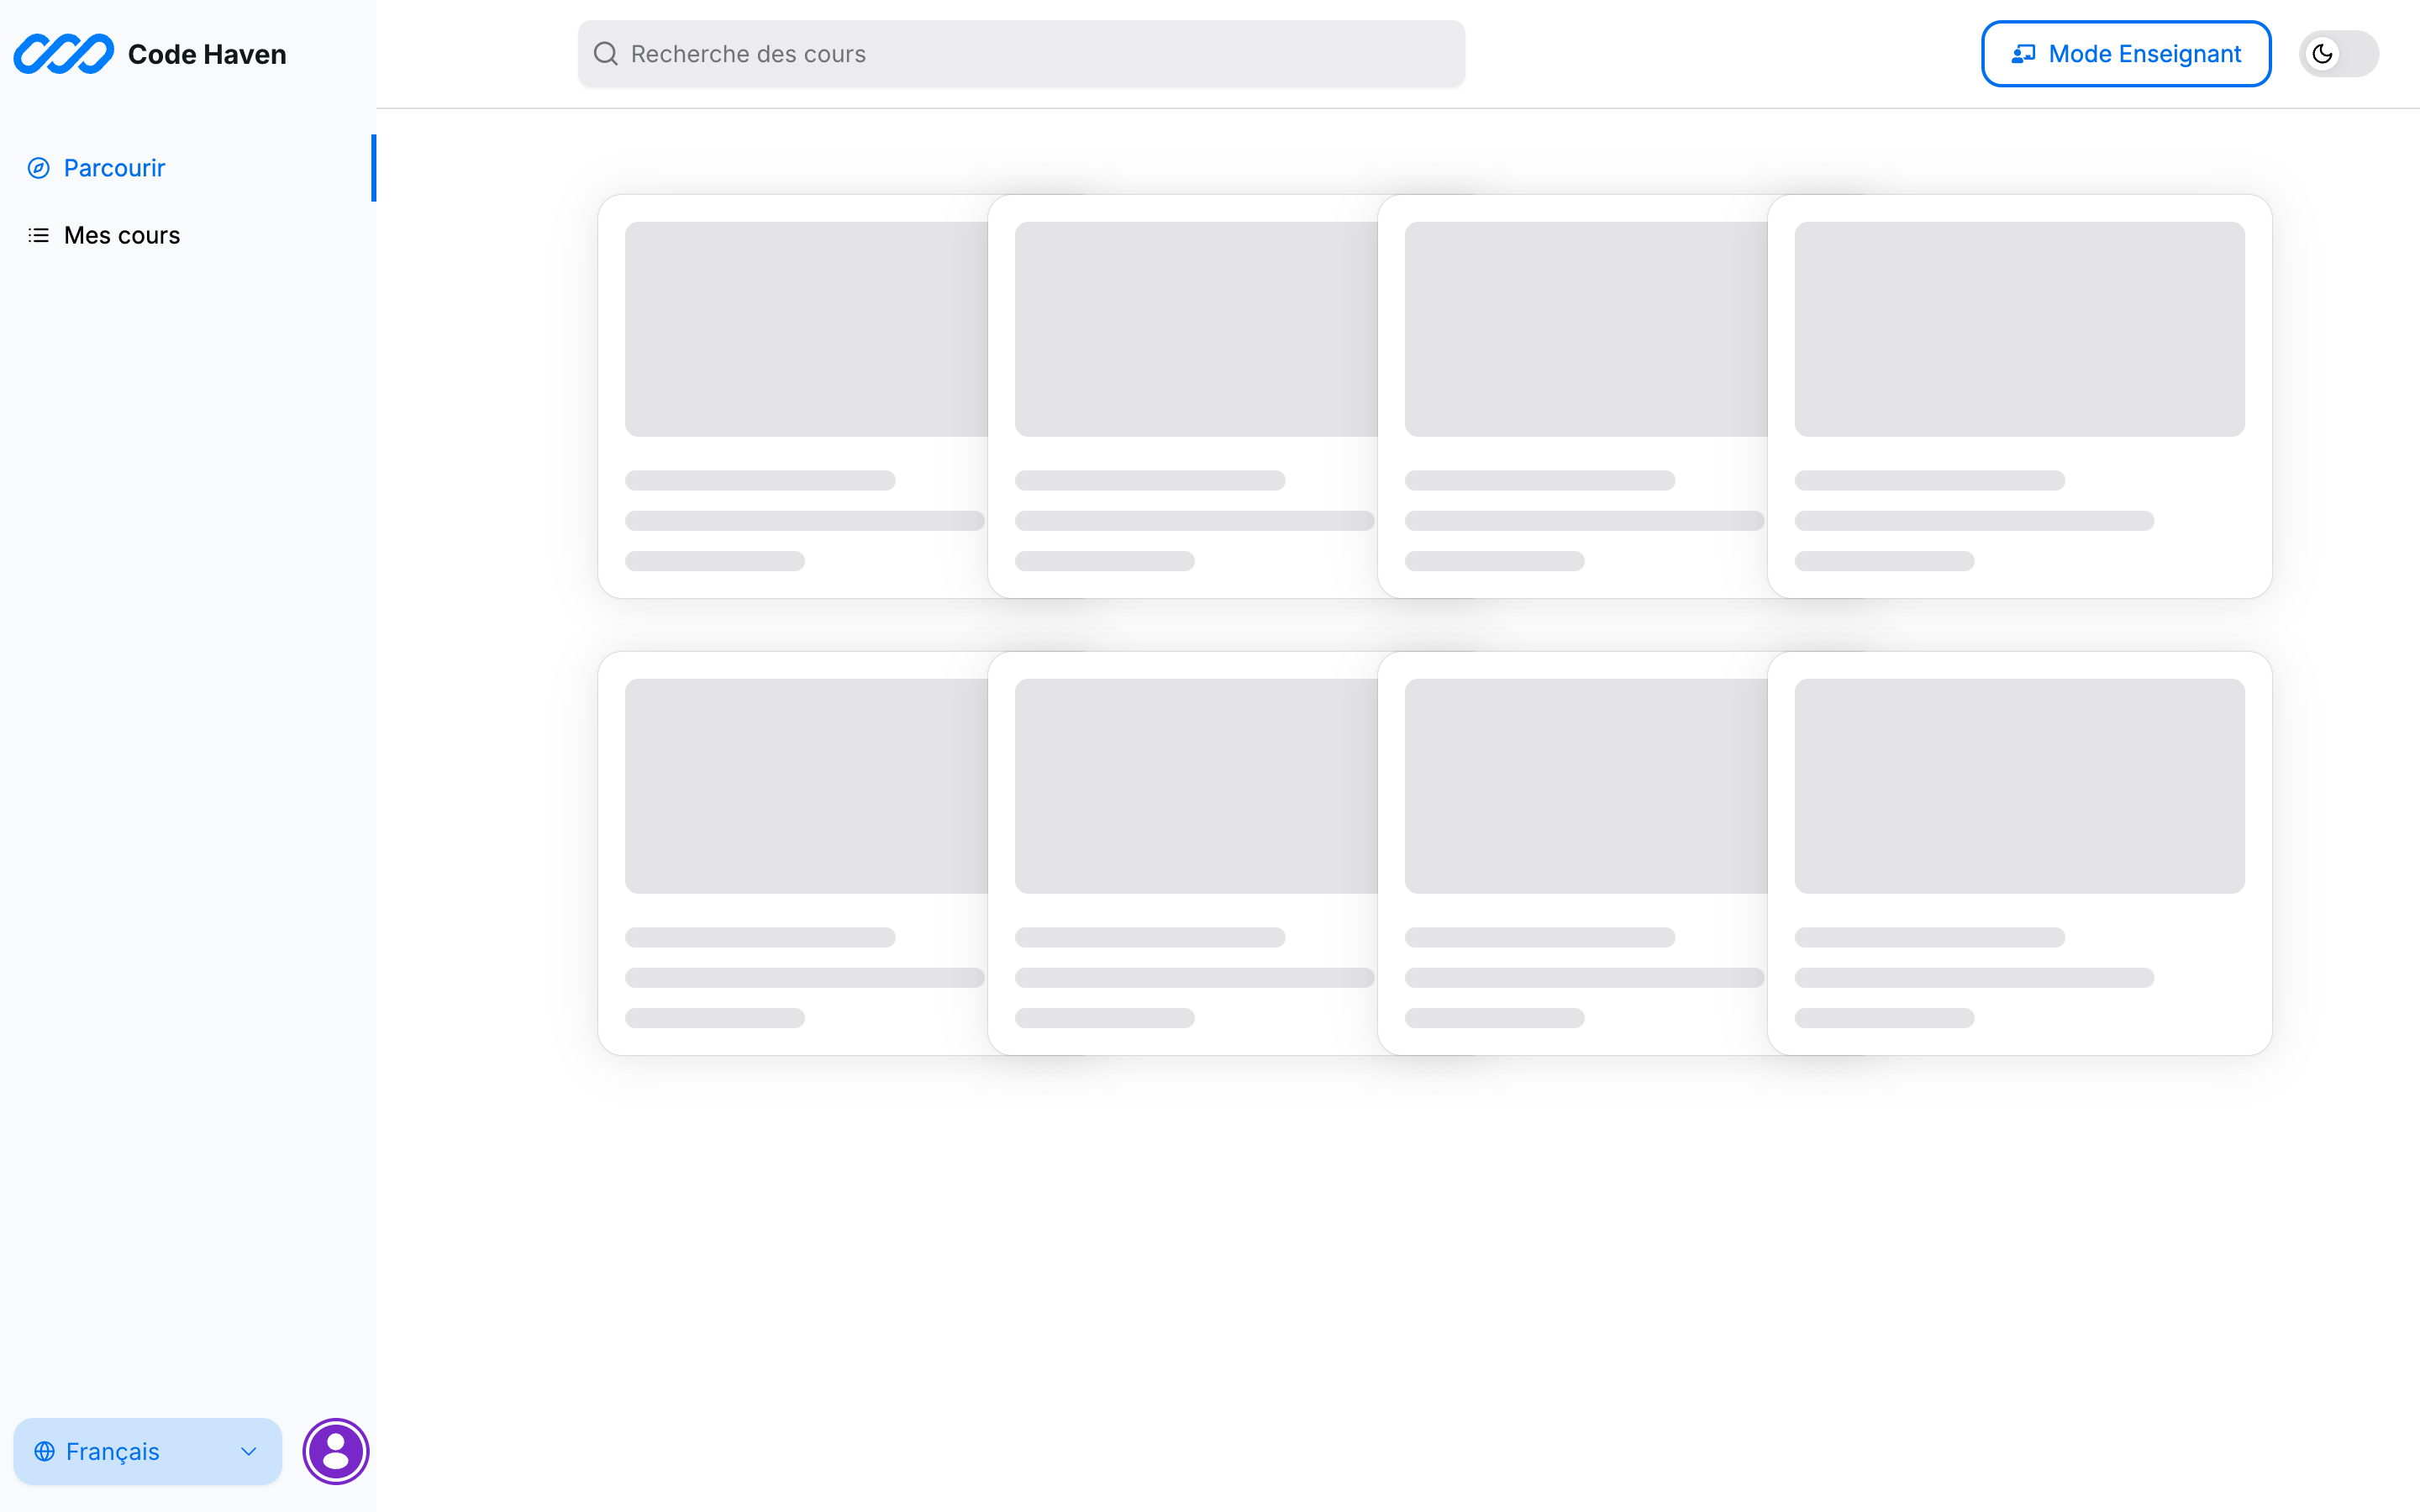 Code Haven
Recherche des cours
Mode Enseignant
Parcourir
Mes cours
Français